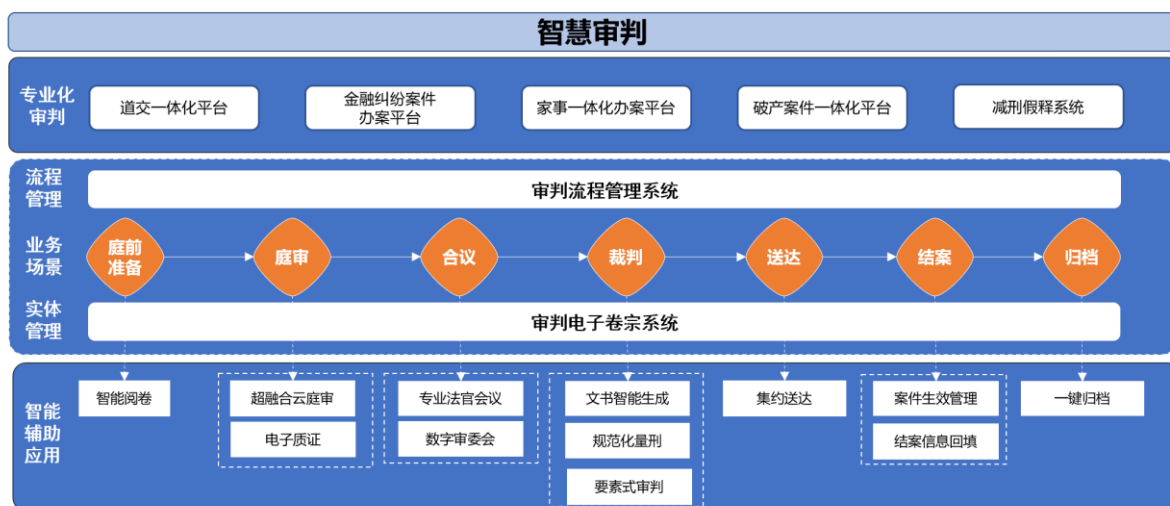 智慧审判
专业化
审判
道交一体化平台
金融纠纷案件
办案平台
家事一体化办案平台
破产案件一体化平台
减刑假释系统
流程
管理
审判流程管理系统
业务
场景
庭前
准备
庭审
合议
裁判
送达
结案
归档
实体
管理
审判电子卷宗系统
智能
辅助
应用
智能阅卷
超融合云庭审
电子质证
专业法官会议
数字审委会
文书智能生成
规范化量刑
要素式审判
集约送达
案件生效管理
结案信息回填
一键归档